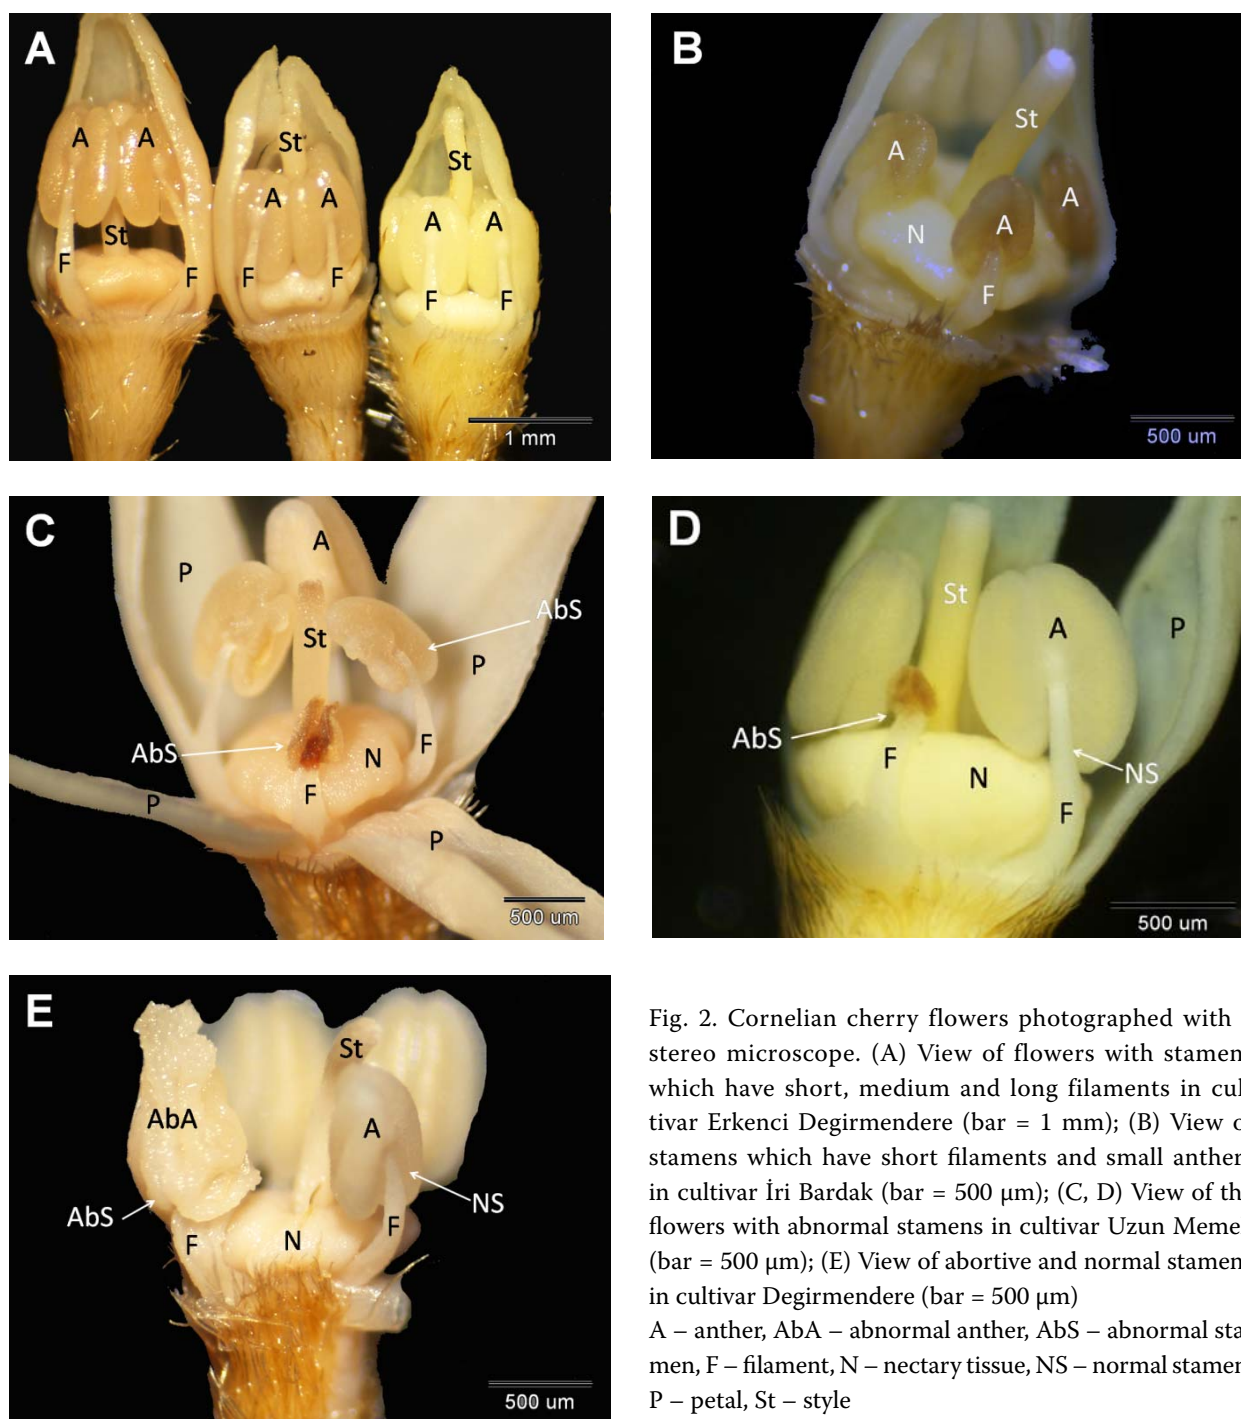 A
A
A
St
A
A
St
A
A
St
F
F
F
F
F
F
1 mm
B
St
A
A
A
N
F
500 um
C
A
P
AbS
St
P
AbS
N
F
F
P
P
500 um
D
St
A
P
AbS
F
N
NS
F
500 um
E
St
AbA
A
NS
AbS
F
N
F
500 um
Fig. 2. Cornelian cherry flowers photographed with
stereo microscope. (A) View of flowers with stamen
which have short, medium and long filaments in cul
tivar Erkenci Degirmendere (bar = 1 mm); (B) View o
stamens which have short filaments and small anther
in cultivar İri Bardak (bar = 500 µm); (C, D) View of th
flowers with abnormal stamens in cultivar Uzun Meme
(bar = 500 µm); (E) View of abortive and normal stamen
in cultivar Degirmendere (bar = 500 µm)
A – anther, AbA – abnormal anther, AbS – abnormal sta
men, F – filament, N – nectary tissue, NS – normal stamen
P – petal, St – style